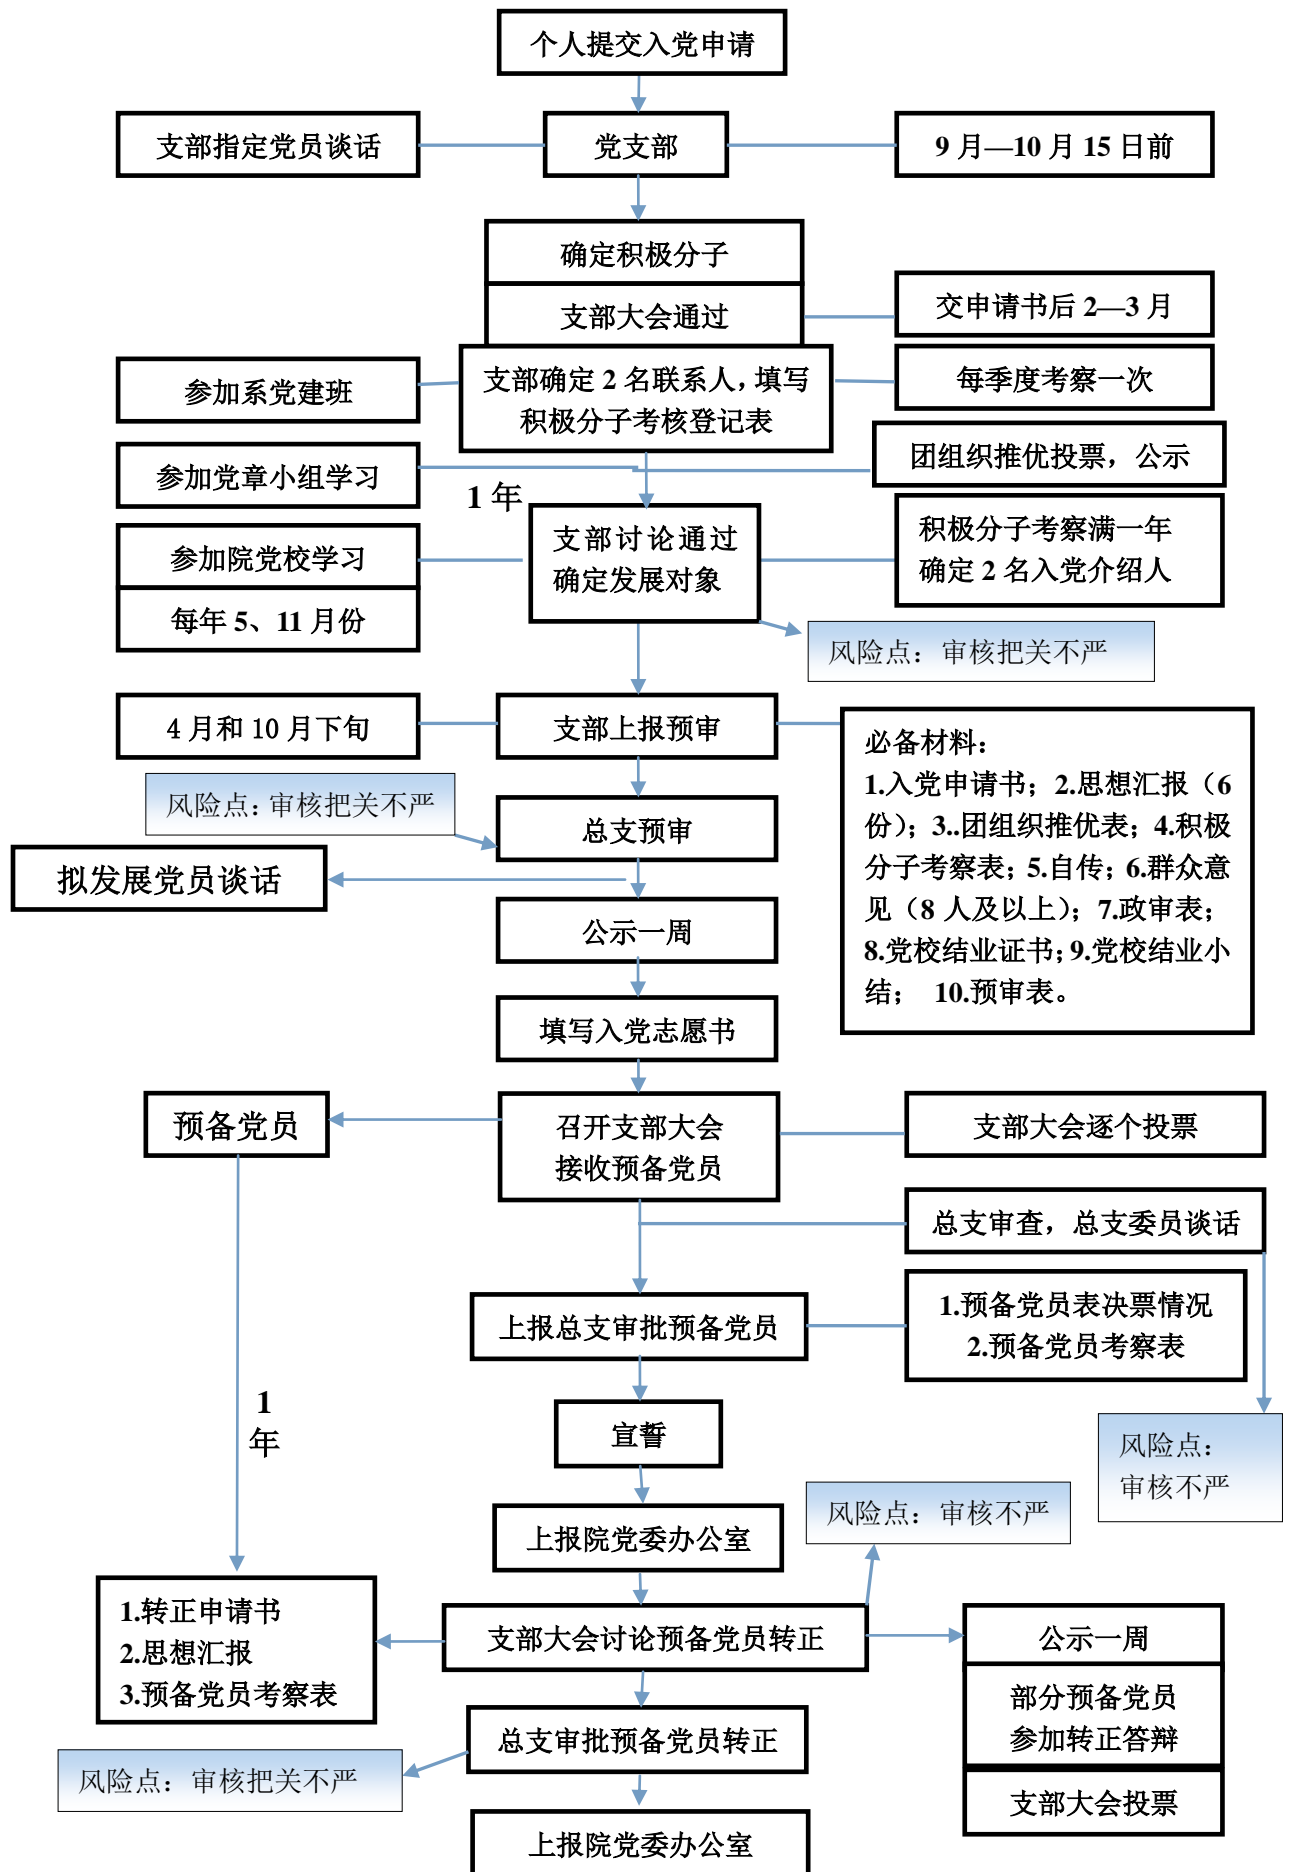 个人提交入党申请
支部指定党员谈话
党支部
9 月—10 月 15 日前
确定积极分子
支部大会通过
交申请书后 2—3 月
参加系党建班
支部确定 2 名联系人，填写
积极分子考核登记表
每季度考察一次
参加党章小组学习
团组织推优投票，公示
1 年
参加院党校学习
每年 5、11 月份
支部讨论通过
确定发展对象
积极分子考察满一年
确定 2 名入党介绍人
风险点：审核把关不严
4 月和 10 月下旬
支部上报预审
必备材料：
1.入党申请书；2.思想汇报（6
份）；3..团组织推优表；4.积极
分子考察表；5.自传；6.群众意
见（8 人及以上）；7.政审表；
8.党校结业证书；9.党校结业小
结； 10.预审表。
风险点：审核把关不严
总支预审
拟发展党员谈话
公示一周
填写入党志愿书
预备党员
召开支部大会
接收预备党员
支部大会逐个投票
总支审查，总支委员谈话
上报总支审批预备党员
1.预备党员表决票情况
2.预备党员考察表
1
年
宣誓
风险点：
审核不严
风险点：审核不严
上报院党委办公室
1.转正申请书
2.思想汇报
3.预备党员考察表
支部大会讨论预备党员转正
公示一周
部分预备党员
参加转正答辩
支部大会投票
总支审批预备党员转正
风险点：审核把关不严
上报院党委办公室